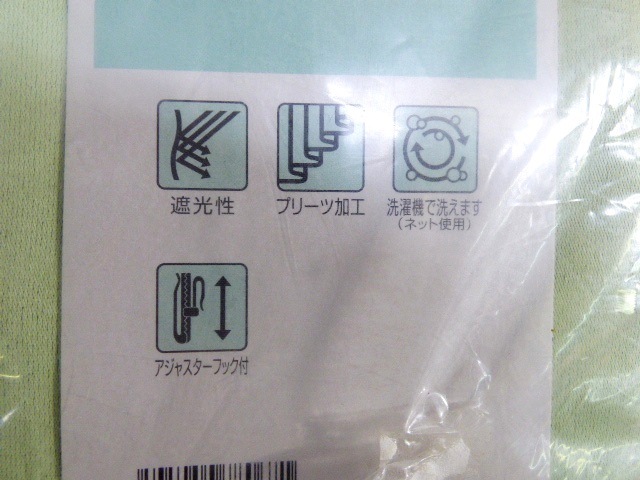 遮光性
プリーツ加工
洗濯機で洗えます
(ネット使用)
アジャスターフック付